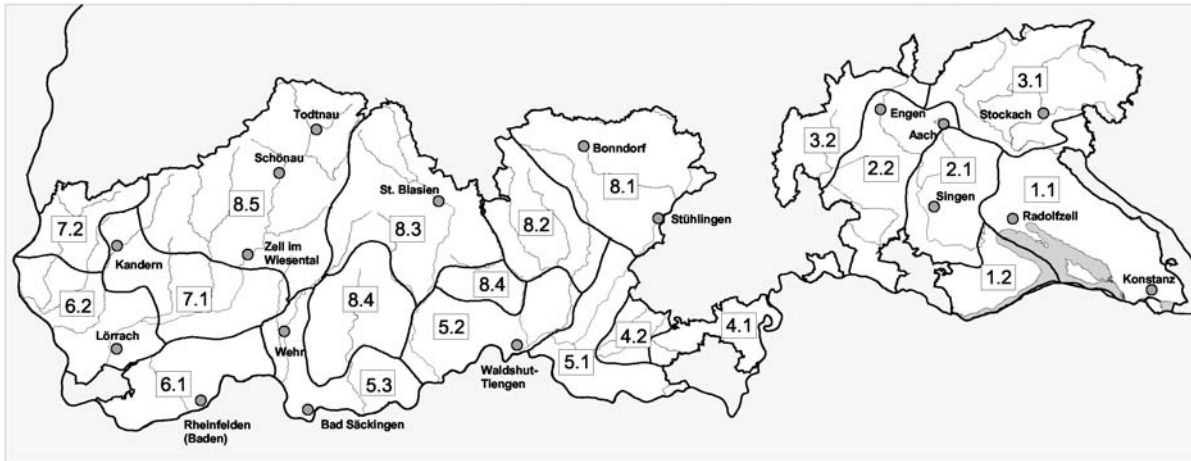 3.1
Todtnau
Engen
Stockach
Aach
3.2
Bonndorf
Schönau
2.2
2.1
1.1
8.1
St. Blasien
8.5
Singen
Radolfzell
7.2
8.3
8.2
Stühlingen
Zell im
Wiesental
Kandern
1.2
Konstanz
6.2
7.1
8.4
8.4
5.2
4.2
4.1
Lörrach
Wehr
Waldshut-
Tiengen
5.1
6.1
5.3
Rheinfelden
(Baden)
Bad Säckingen